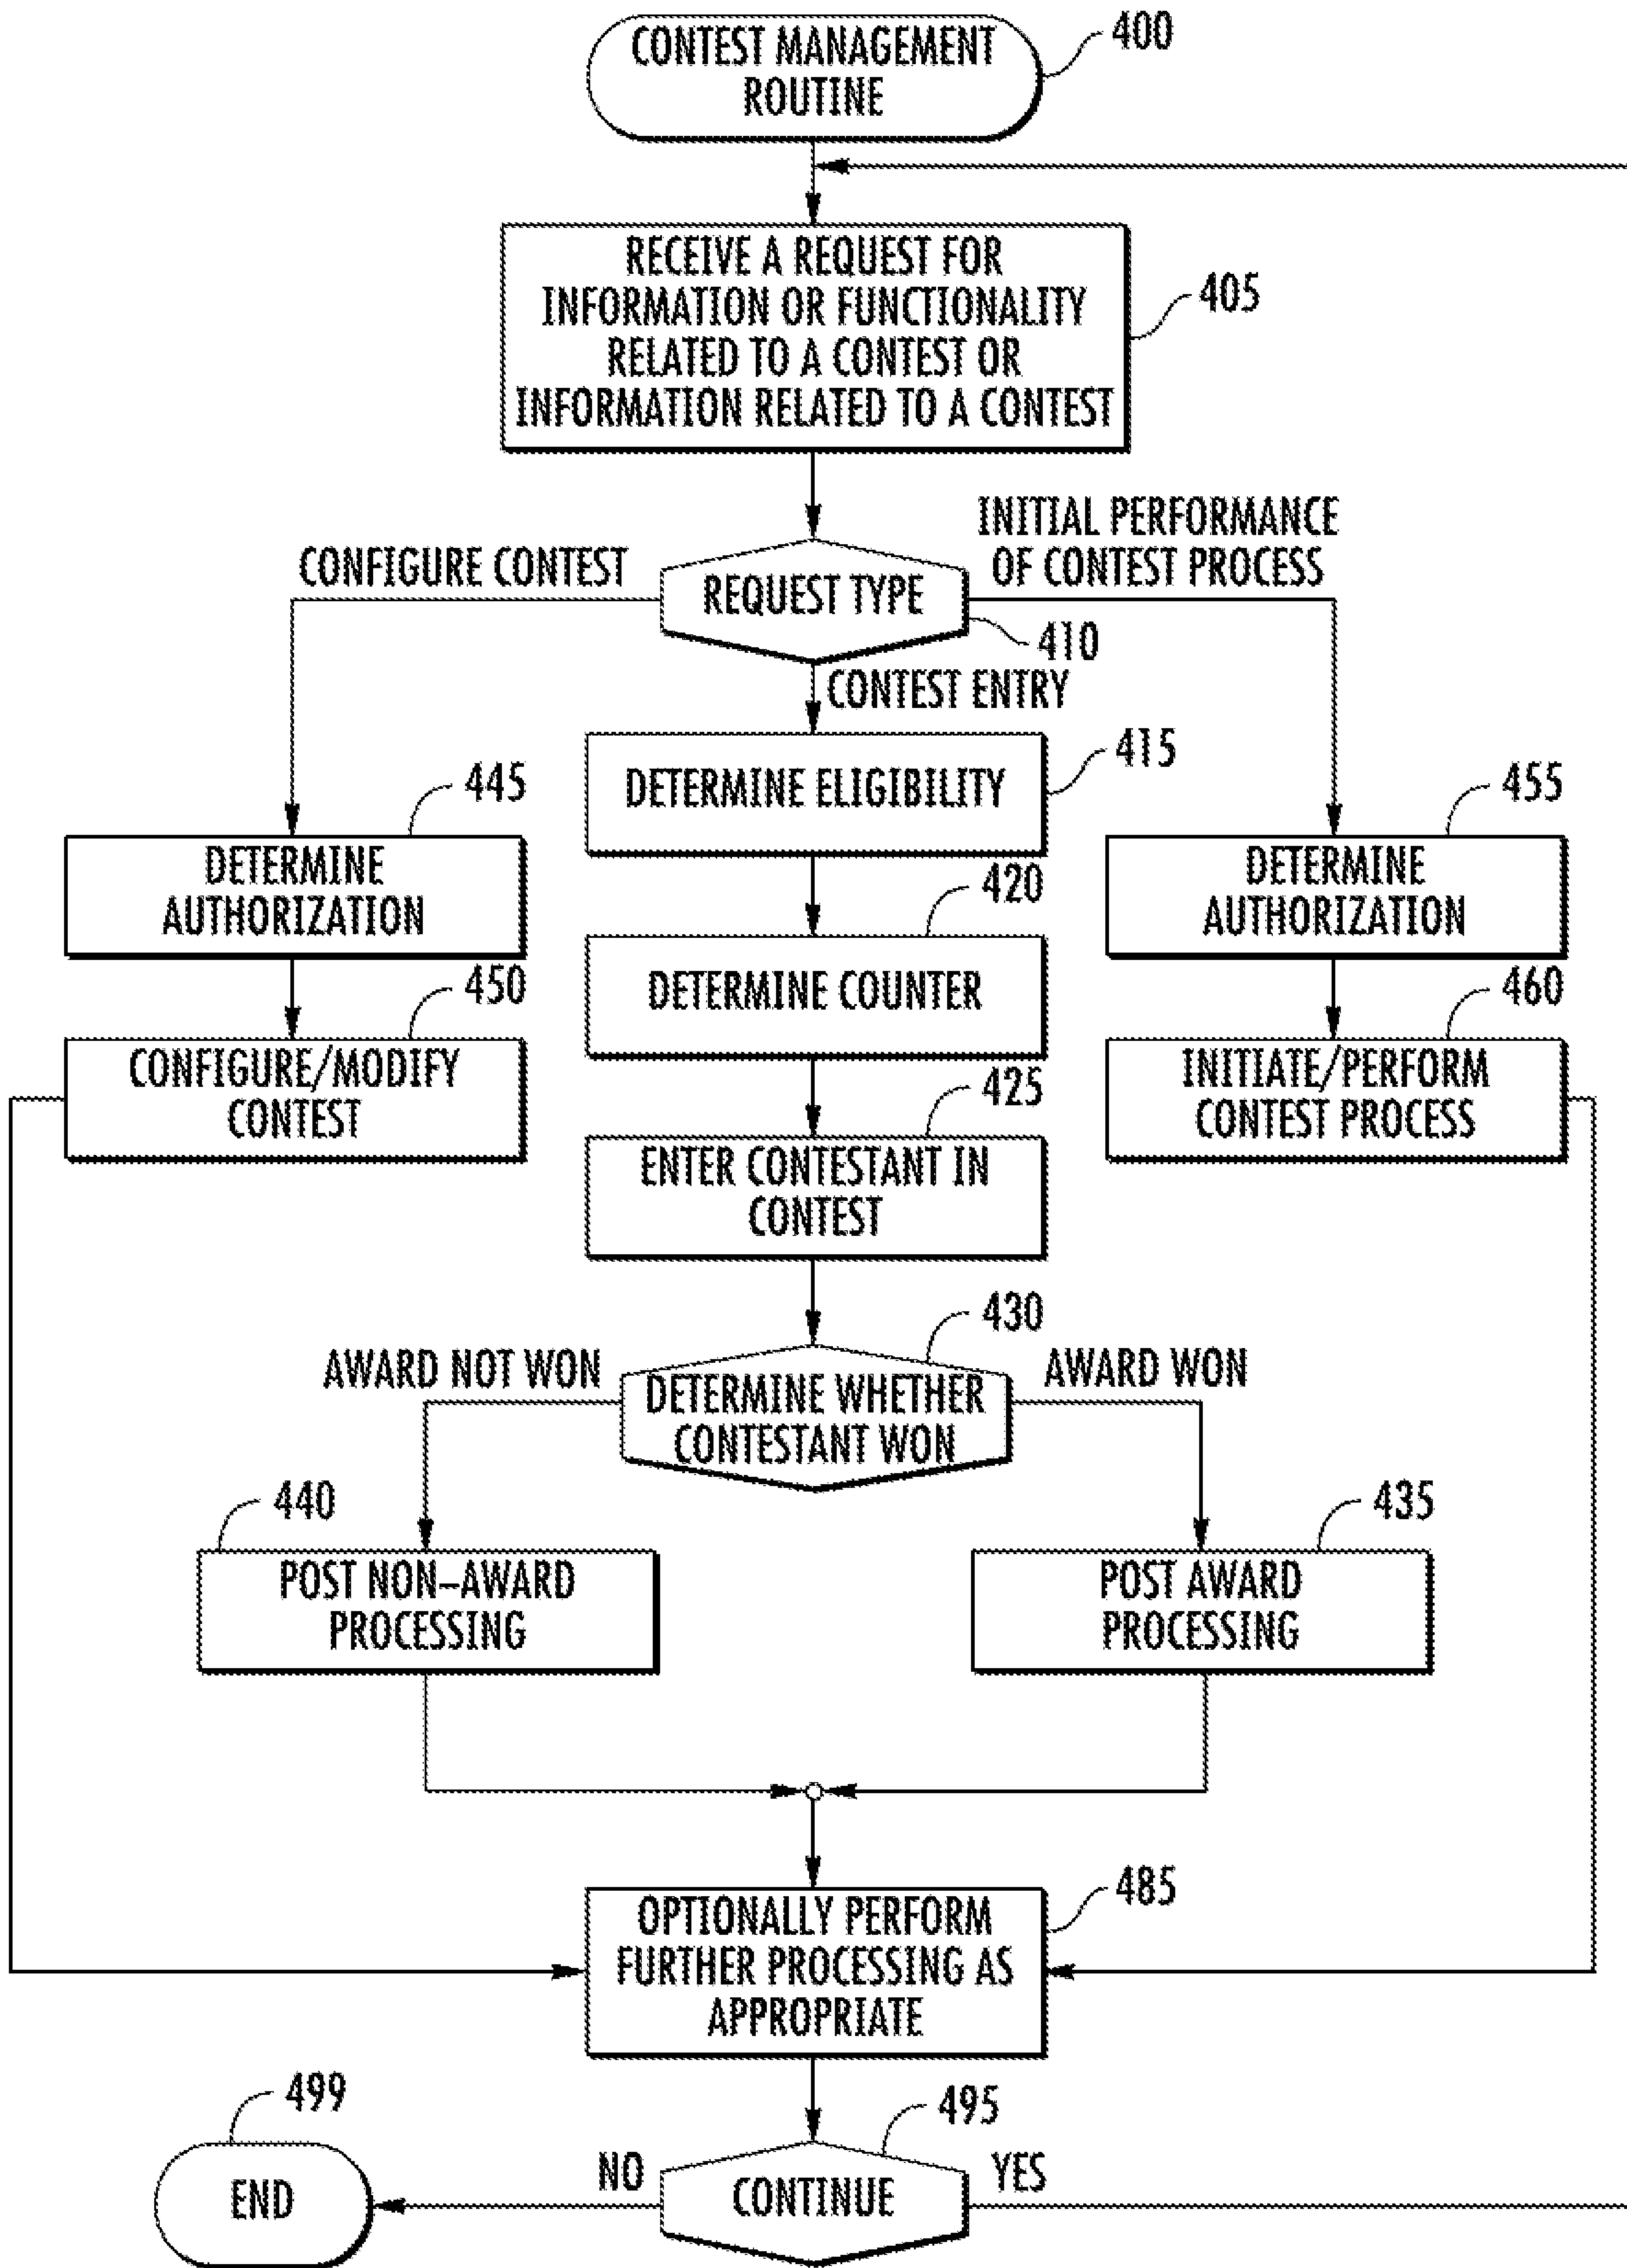 CONTEST MANAGEMENT
ROUTINE
400
RECEIVE A REQUEST FOR
INFORMATION OR FUNCTIONALITY
RELATED TO A CONTEST OR
INFORMATION RELATED TO A CONTEST
405
INITIAL PERFORMANCE
OF CONTEST PROCESS
CONFIGURE CONTEST
REQUEST TYPE
410
CONTEST ENTRY
DETERMINE ELIGIBILITY
415
445
DETERMINE
AUTHORIZATION
455
DETERMINE
AUTHORIZATION
420
DETERMINE COUNTER
450
CONFIGURE/MODIFY
CONTEST
460
INITIATE/PERFORM
CONTEST PROCESS
425
ENTER CONTESTANT IN
CONTEST
430
AWARD NOT WON
DETERMINE WHETHER
CONTESTANT WON
AWARD WON
440
POST NON–AWARD
PROCESSING
435
POST AWARD
PROCESSING
485
OPTIONALLY PERFORM
FURTHER PROCESSING AS
APPROPRIATE
499
END
NO
495
CONTINUE
YES